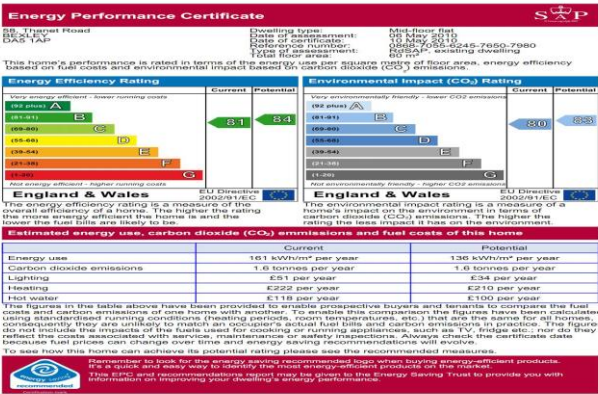 Energy Performance Certificate
SAP
58, Thanet Road
BEXLEY
DA5 1AP
Dwelling type: Mid-floor flat
Date of assessment: 06 May 2010
Date of certificate: 10 May 2010
Reference number: 0868-7055-6245-7650-7980
Type of assessment: RdSAP, existing dwelling
Total floor area: 60 m²
This home's performance is rated in terms of the energy use per square metre of floor area, energy efficiency
based on fuel costs and environmental impact based on carbon dioxide (CO₂) emissions.
Energy Efficiency Rating
Current Potential
Very energy efficient - lower running costs
(92 plus) A
(81-91) B
(69-80) C
(55-68) D
(39-54) E
(21-38) F
(1-20) G
81 84
Not energy efficient - higher running costs
England & Wales EU Directive 2002/91/EC
The energy efficiency rating is a measure of the
overall efficiency of a home. The higher the rating
the more energy efficient the home is and the
lower the fuel bills are likely to be.
Environmental Impact (CO₂) Rating
Current Potential
Very environmentally friendly - lower CO2 emissions
(92 plus) A
(81-91) B
(69-80) C
(55-68) D
(39-54) E
(21-38) F
(1-20) G
80 83
Not environmentally friendly - higher CO2 emissions
England & Wales EU Directive 2002/91/EC
The environmental impact rating is a measure of a
home's impact on the environment in terms of
carbon dioxide (CO₂) emissions. The higher the
rating the less impact it has on the environment.
Estimated energy use, carbon dioxide (CO₂) emmissions and fuel costs of this home
Current Potential
Energy use 161 kWh/m² per year 136 kWh/m² per year
Carbon dioxide emissions 1.6 tonnes per year 1.6 tonnes per year
Lighting £51 per year £34 per year
Heating £222 per year £210 per year
Hot water £118 per year £100 per year
The figures in the table above have been provided to enable prospective buyers and tenants to compare the fuel
costs and carbon emissions of one home with another. To enable this comparison the figures have been calculated
using standardised running conditions (heating periods, room temperatures, etc.) that are the same for all homes,
consequently they are unlikely to match an occupier's actual fuel bills and carbon emissions in practice. The figure
do not include the impacts of the fuels used for cooking or running appliances, such as TV, fridge etc.; nor do they
reflect the costs associated with service, maintenance or safety inspections. Always check the certificate date
because fuel prices can change over time and energy saving recommendations will evolve.
To see how this home can achieve its potential rating please see the recommended measures.
energy saving
recommended
Remember to look for the energy saving recommended logo when buying energy-efficient products.
It's a quick and easy way to identify the most energy-efficient products on the market.
This EPC and recommendations report may be given to the Energy Saving Trust to provide you with
information on improving your dwelling's energy performance.